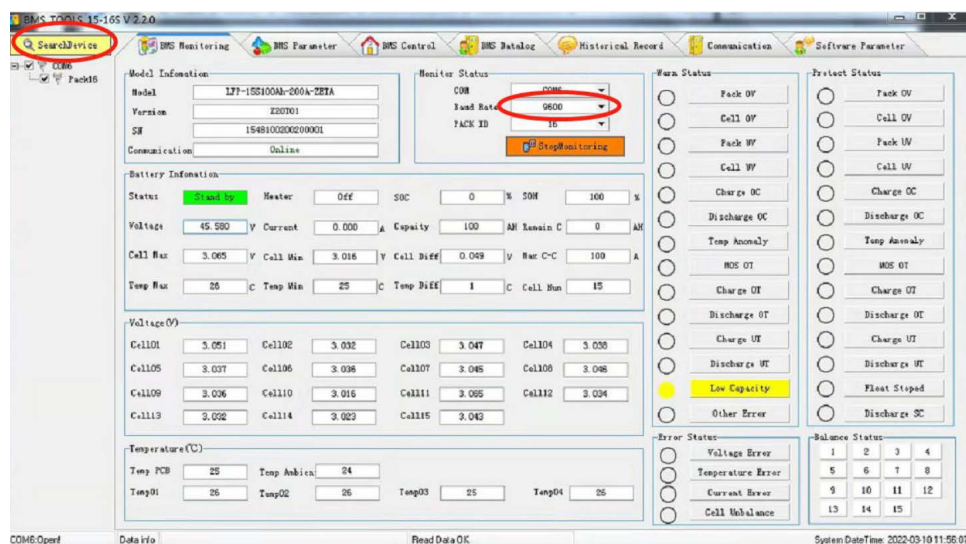 BMS TOOLS 15-16S V 2.2.0
SearchDevice
BMS Monitering
BMS Parameter
BMS Control
BMS Datalog
Historical Record
Communication
Software Parameter
COM6
Pack16
Model Infomation
Model LFP-15S100Ah-200A-ZETA
Version Z20T01
SN 1548100200200001
Communication Online
Moniter Status
COM COM6
Baud Rate 9600
PACK ID 16
StopMonitoring
Battery Infomation
Status Stand by Heater Off SOC 0 % SOH 100 %
Voltage 45.580 V Current 0.000 A Capaity 100 AH Remain C 0 AH
Cell Max 3.065 V Cell Min 3.016 V Cell Diff 0.049 V Max C-C 100 A
Temp Max 26 C Temp Min 25 C Temp Diff 1 C Cell Num 15
Voltage(V)
Cell01 3.051 Cell02 3.032 Cell03 3.047 Cell04 3.038
Cell05 3.037 Cell06 3.036 Cell07 3.045 Cell08 3.046
Cell09 3.036 Cell10 3.016 Cell11 3.065 Cell12 3.034
Cell13 3.032 Cell14 3.023 Cell15 3.043
Temperature(℃)
Temp PCB 25 Temp Ambien 24
Temp01 26 Temp02 26 Temp03 25 Temp04 26
Warn Status
Pack OV
Cell OV
Pack UV
Cell UV
Charge OC
Discharge OC
Temp Anomaly
MOS OT
Charge OT
Discharge OT
Charge UT
Discharge UT
Low Capacity
Other Error
Protect Status
Pack OV
Cell OV
Pack UV
Cell UV
Charge OC
Discharge OC
Temp Anomaly
MOS OT
Charge OT
Discharge OT
Charge UT
Discharge UT
Float Stoped
Discharge SC
Error Status
Voltage Error
Temperature Error
Current Error
Cell Unbalance
Balance Status
1 2 3 4
5 6 7 8
9 10 11 12
13 14 15
COM6:Open! Data info Read Data OK System DateTime: 2022-03-10 11:56:07